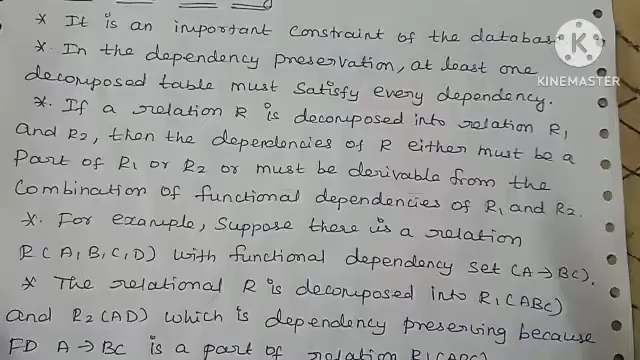 * It is an important constraint of the database
* In the dependency preservation, at least one
decomposed table must satisfy every dependency.
*. If a relation R is decomposed into relation R1
and R2, then the dependencies of R either must be a
Part of R1 or R2 or must be derivable from the
combination of functional dependencies of R1 and R2.
*. For example, suppose there is a relation
R(A,B,C,D) with functional dependency set (A→BC).
* The relational R is decomposed into R1(ABC)
and R2(AD) which is dependency preserving because
FD A→BC is a part of relation R1(ABC)
K
KINEMASTER